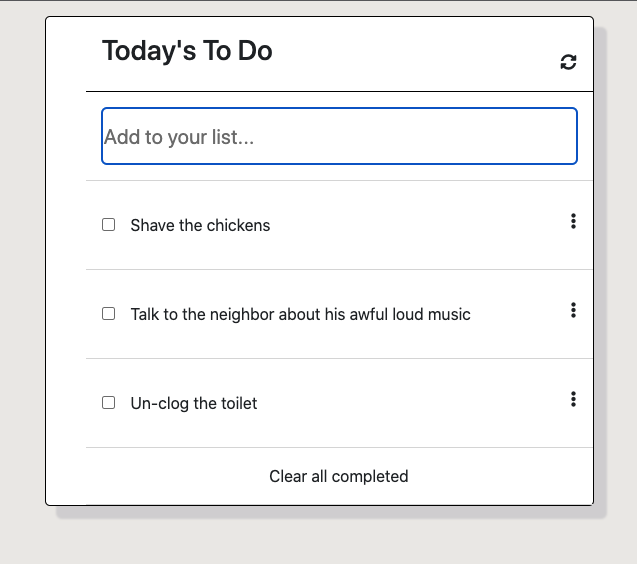 Today's To Do
Add to your list...
Shave the chickens
Talk to the neighbor about his awful loud music
Un-clog the toilet
Clear all completed